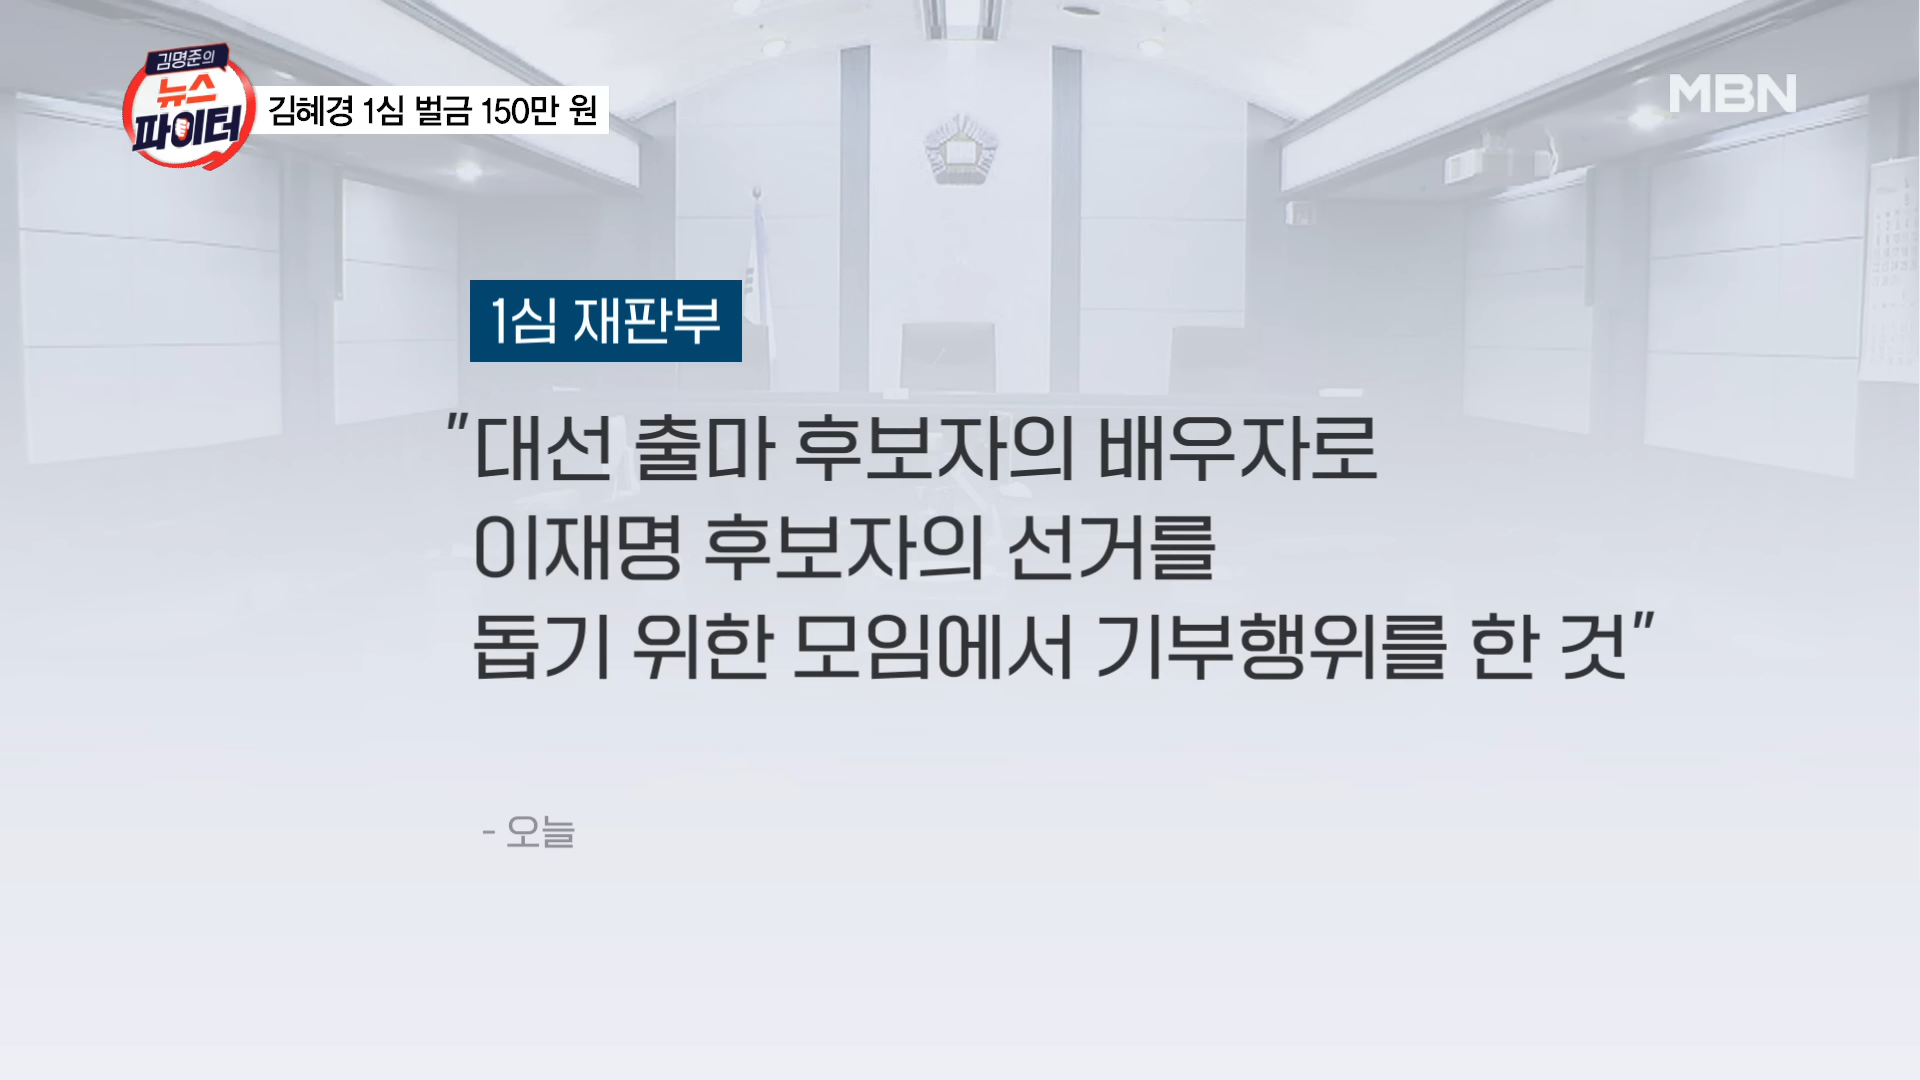 김명준의
뉴스
파이터
김혜경 1심 벌금 150만 원
MBN
1심 재판부
"대선 출마 후보자의 배우자로
이재명 후보자의 선거를
돕기 위한 모임에서 기부행위를 한 것"
- 오늘